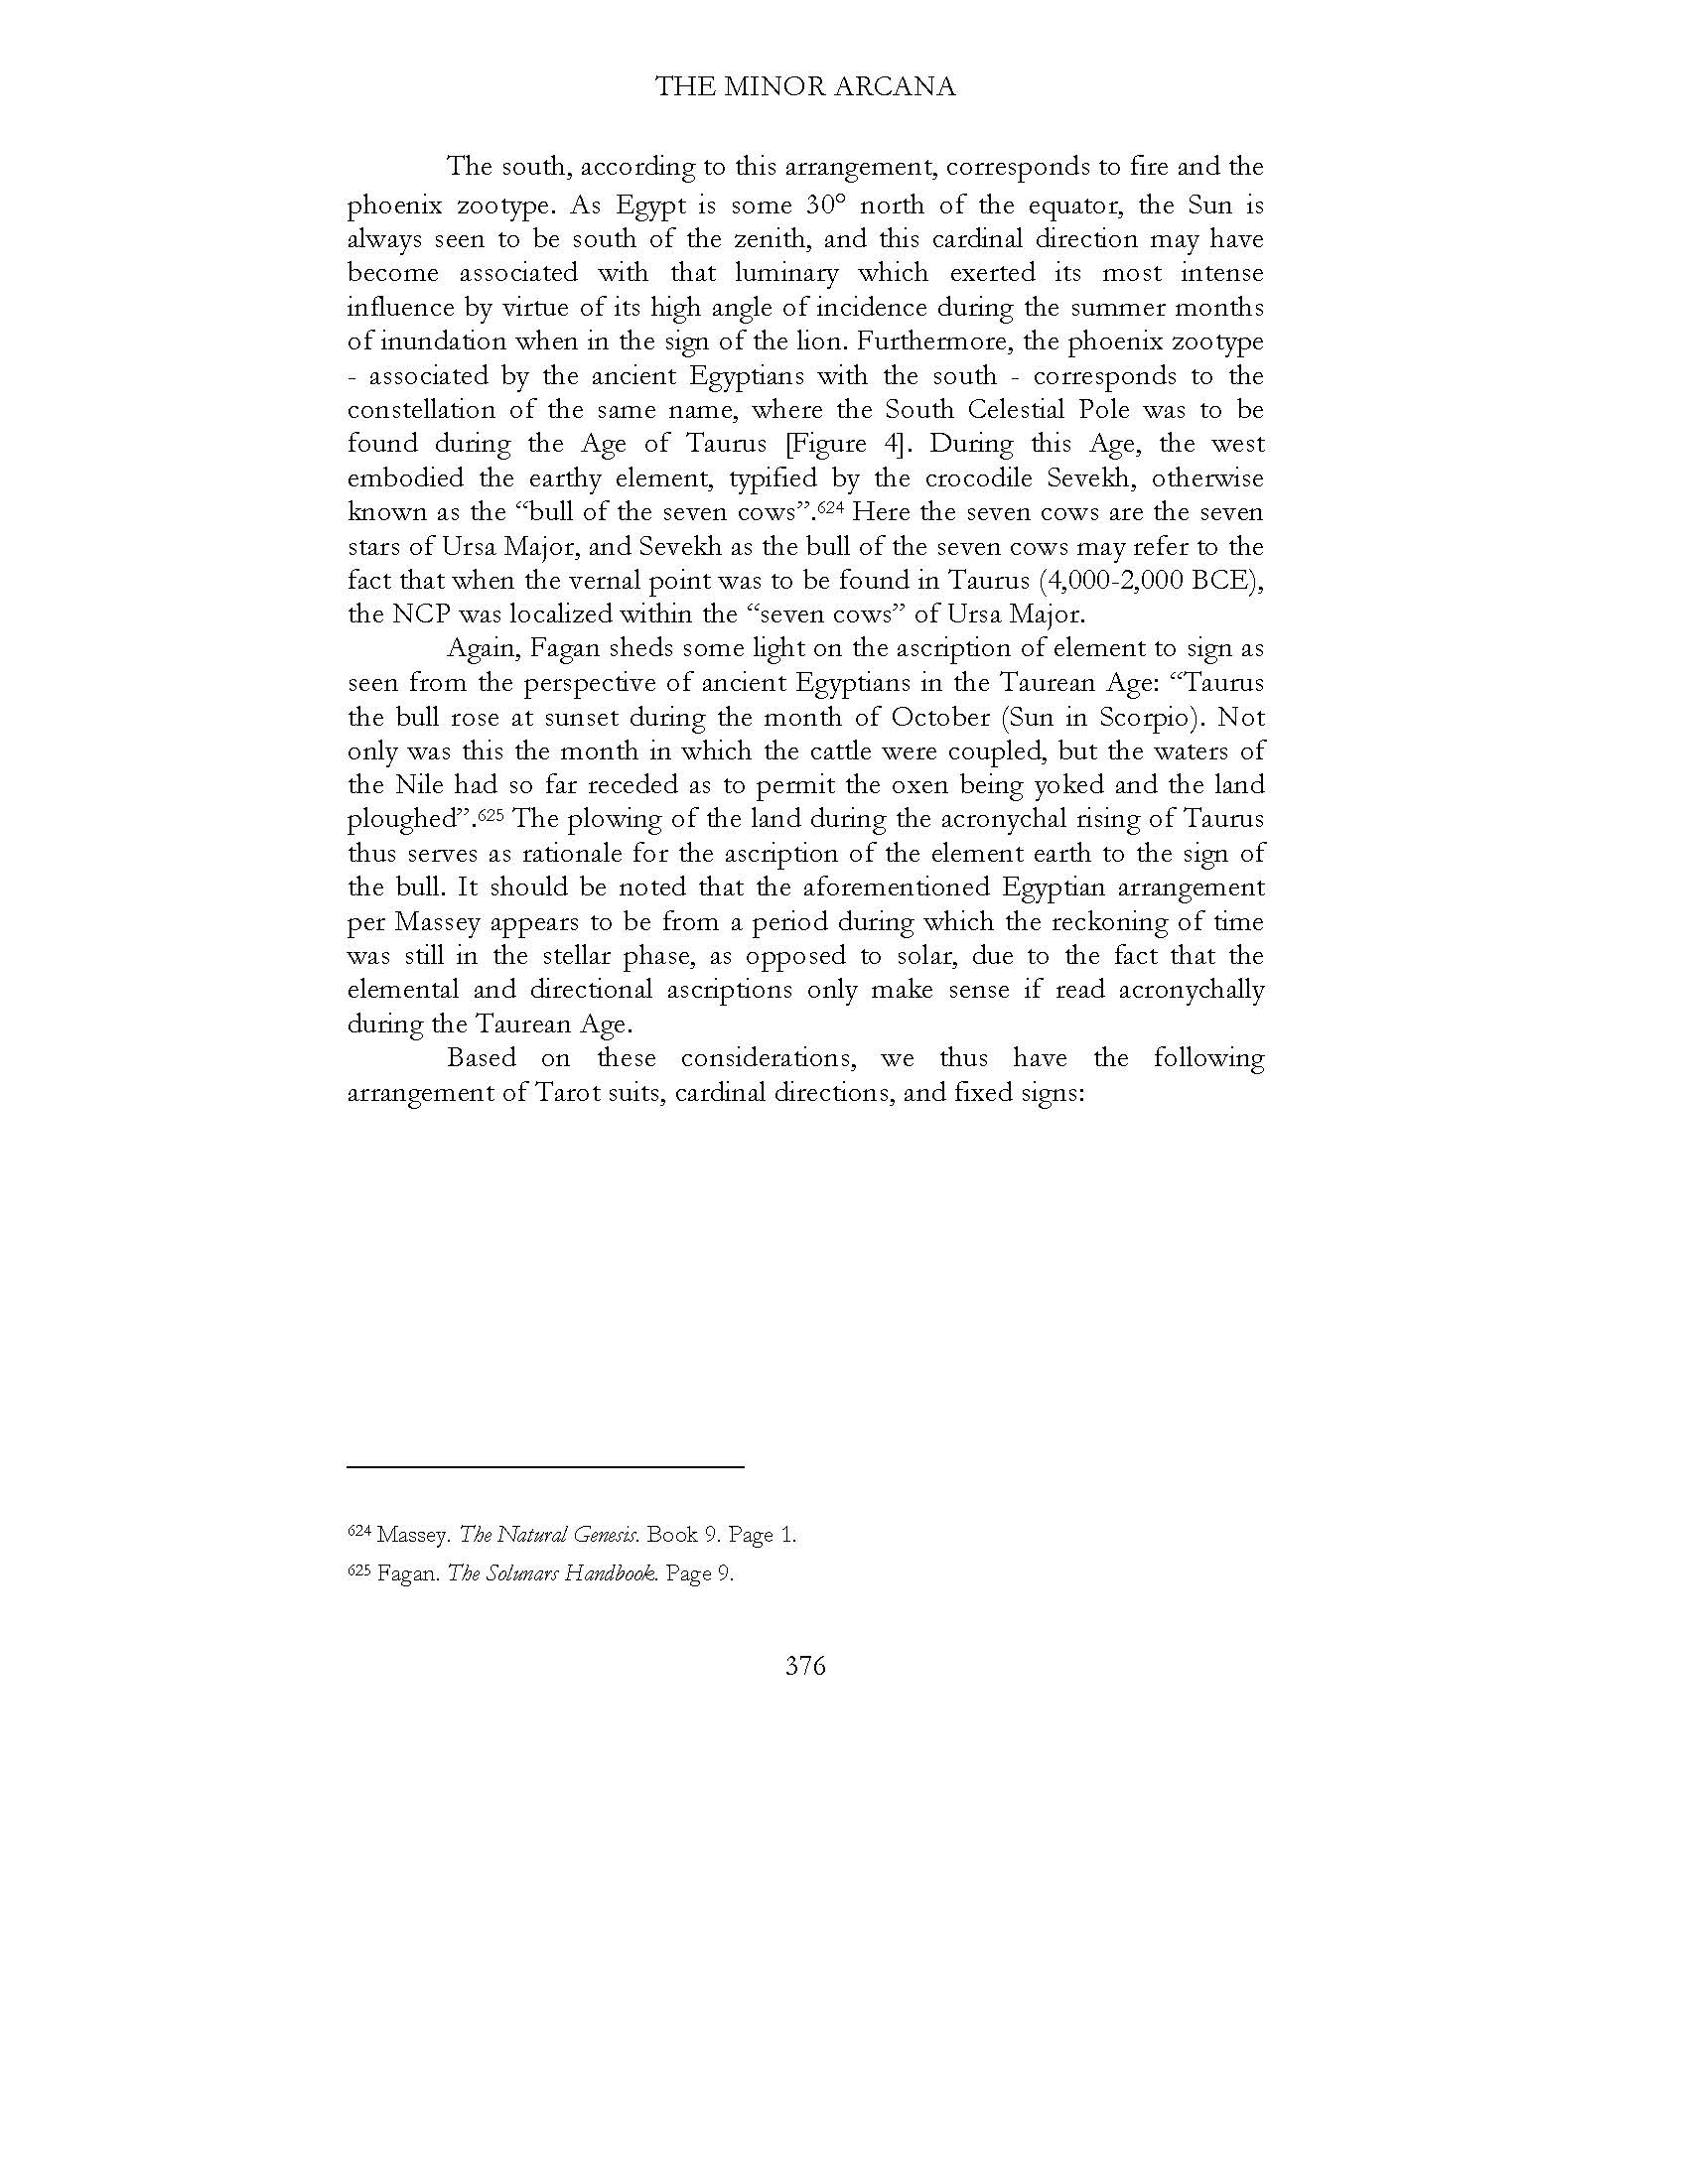 THE MINOR ARCANA
The south, according to this arrangement, corresponds to fire and the
phoenix zootype. As Egypt is some 30° north of the equator, the Sun is
always seen to be south of the zenith, and this cardinal direction may have
become associated with that luminary which exerted its most intense
influence by virtue of its high angle of incidence during the summer months
of inundation when in the sign of the lion. Furthermore, the phoenix zootype
- associated by the ancient Egyptians with the south - corresponds to the
constellation of the same name, where the South Celestial Pole was to be
found during the Age of Taurus [Figure 4]. During this Age, the west
embodied the earthy element, typified by the crocodile Sevekh, otherwise
known as the “bull of the seven cows”.624 Here the seven cows are the seven
stars of Ursa Major, and Sevekh as the bull of the seven cows may refer to the
fact that when the vernal point was to be found in Taurus (4,000-2,000 BCE),
the NCP was localized within the “seven cows” of Ursa Major.
Again, Fagan sheds some light on the ascription of element to sign as
seen from the perspective of ancient Egyptians in the Taurean Age: “Taurus
the bull rose at sunset during the month of October (Sun in Scorpio). Not
only was this the month in which the cattle were coupled, but the waters of
the Nile had so far receded as to permit the oxen being yoked and the land
ploughed”.625 The plowing of the land during the acronychal rising of Taurus
thus serves as rationale for the ascription of the element earth to the sign of
the bull. It should be noted that the aforementioned Egyptian arrangement
per Massey appears to be from a period during which the reckoning of time
was still in the stellar phase, as opposed to solar, due to the fact that the
elemental and directional ascriptions only make sense if read acronychally
during the Taurean Age.
Based on these considerations, we thus have the following
arrangement of Tarot suits, cardinal directions, and fixed signs:
624 Massey. The Natural Genesis. Book 9. Page 1.
625 Fagan. The Solunars Handbook. Page 9.
376